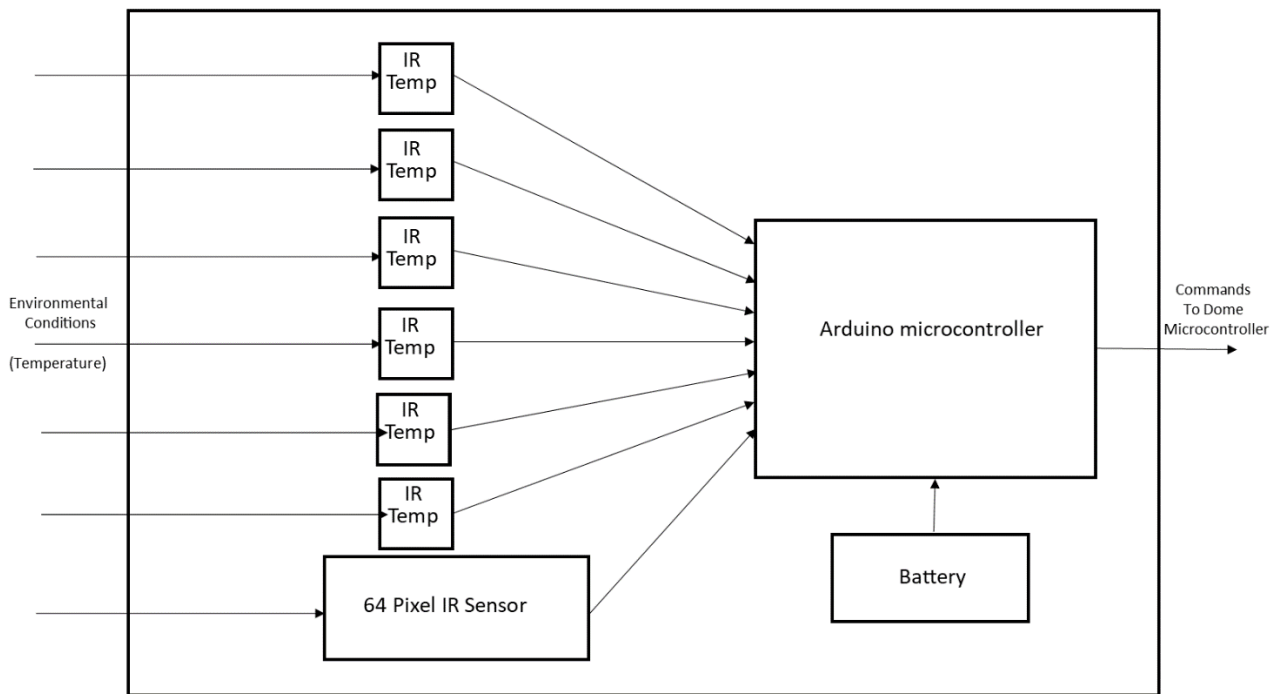 IR
Temp
IR
Temp
IR
Temp
Environmental
Conditions
(Temperature)
IR
Temp
IR
Temp
IR
Temp
64 Pixel IR Sensor
Arduino microcontroller
Battery
Commands
To Dome
Microcontroller